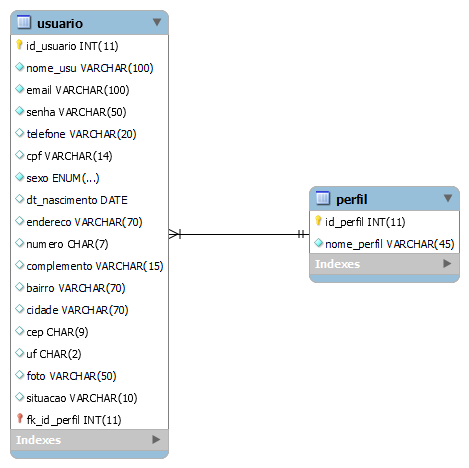 usuario
id_usuario INT(11)
nome_usu VARCHAR(100)
email VARCHAR(100)
senha VARCHAR(50)
telefone VARCHAR(20)
cpf VARCHAR(14)
sexo ENUM(...)
dt_nascimento DATE
endereco VARCHAR(70)
numero CHAR(7)
complemento VARCHAR(15)
bairro VARCHAR(70)
cidade VARCHAR(70)
cep CHAR(9)
uf CHAR(2)
foto VARCHAR(50)
situacao VARCHAR(10)
fk_id_perfil INT(11)
Indexes
perfil
id_perfil INT(11)
nome_perfil VARCHAR(45)
Indexes